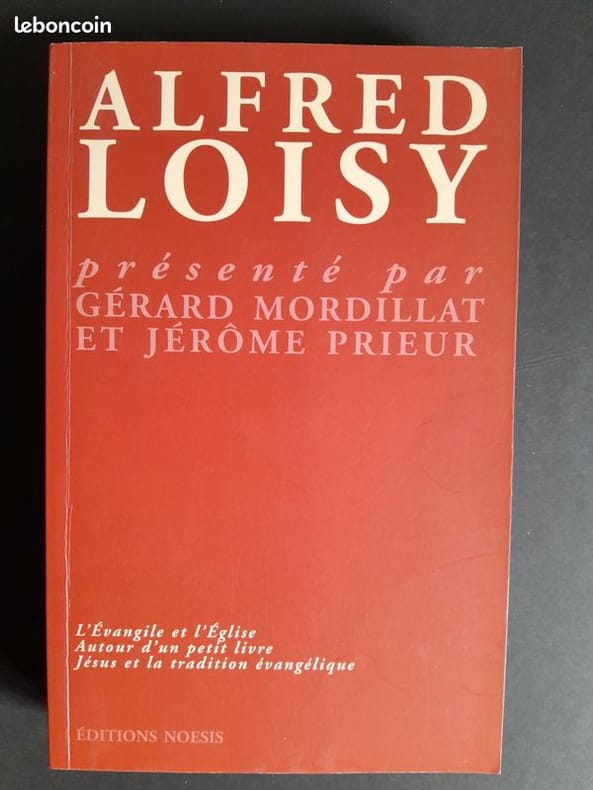 leboncoin
ALFRED
LOISY
présenté par
GÉRARD MORDILLAT
ET JÉRÔME PRIEUR
L'Évangile et l'Église
Autour d'un petit livre
Jésus et la tradition évangélique
ÉDITIONS NOESIS